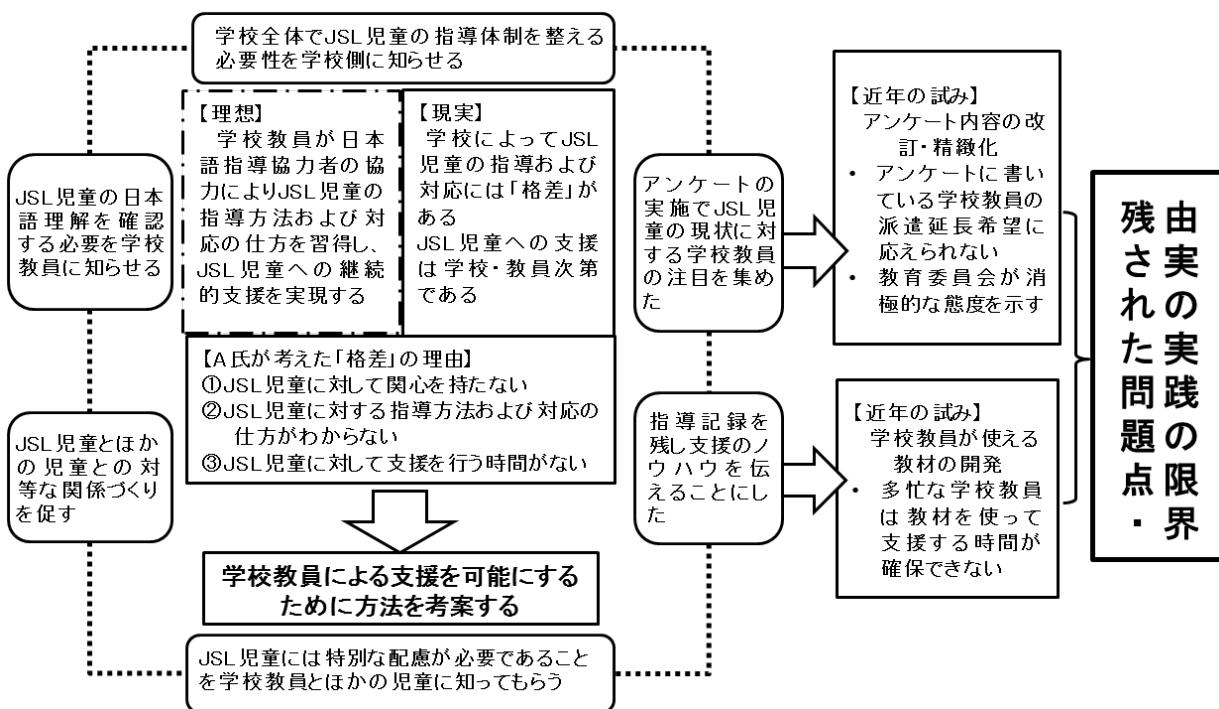 学校全体でJSL児童の指導体制を整える
必要性を学校側に知らせる
【理想】
学校教員が日本
語指導協力者の協
力によりJSL児童の
指導方法および対
応の仕方を習得し、
JSL児童への継続
的支援を実現する
【現実】
学校によってJSL
児童の指導および
対応には「格差」が
ある
JSL児童への支援
は学校・教員次第
である
JSL児童の日本
語理解を確認
する必要を学校
教員に知らせる
JSL児童とほか
の児童との対
等な関係づくり
を促す
【A氏が考えた「格差」の理由】
①JSL児童に対して関心を持たない
②JSL児童に対する指導方法および対応の
仕方がわからない
③JSL児童に対して支援を行う時間がない
学校教員による支援を可能にする
ために方法を考案する
JSL児童には特別な配慮が必要であること
を学校教員とほかの児童に知ってもらう
アンケートの
実施でJSL児
童の現状に対
する学校教員
の注目を集めた
指導記録を
残し支援のノ
ウハウを伝
えることにし
た
【近年の試み】
アンケート内容の改
訂・精緻化
• アンケートに書い
ている学校教員の
派遣延長希望に
応えられない
• 教育委員会が消
極的な態度を示す
【近年の試み】
学校教員が使える
教材の開発
• 多忙な学校教員
は教材を使って
支援する時間が
確保できない
由実の実践の限界
残された問題点・